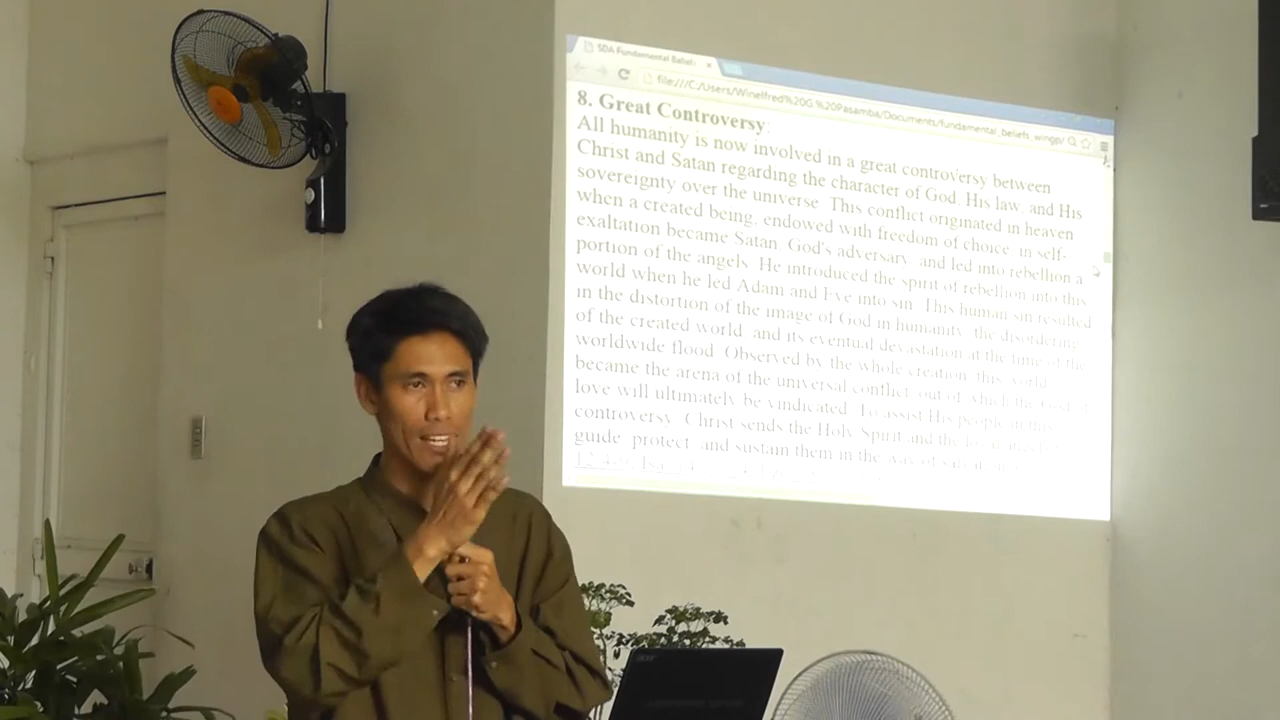 SDA Fundamental Beliefs
file:///C:/Users/Winelfred%20G.%20Pasamba/Documents/fundamental_beliefs_wingp/
8. Great Controversy:
All humanity is now involved in a great controversy between
Christ and Satan regarding the character of God, His law, and His
sovereignty over the universe. This conflict originated in heaven
when a created being, endowed with freedom of choice, in self-
exaltation became Satan, God's adversary, and led into rebellion a
portion of the angels. He introduced the spirit of rebellion into this
world when he led Adam and Eve into sin. This human sin resulted
in the distortion of the image of God in humanity, the disordering
of the created world, and its eventual devastation at the time of the
worldwide flood. Observed by the whole creation, this world
became the arena of the universal conflict, out of which the God of
love will ultimately be vindicated. To assist His people in this
controversy, Christ sends the Holy Spirit and the
guide, protect, and sustain them in the way of
acer